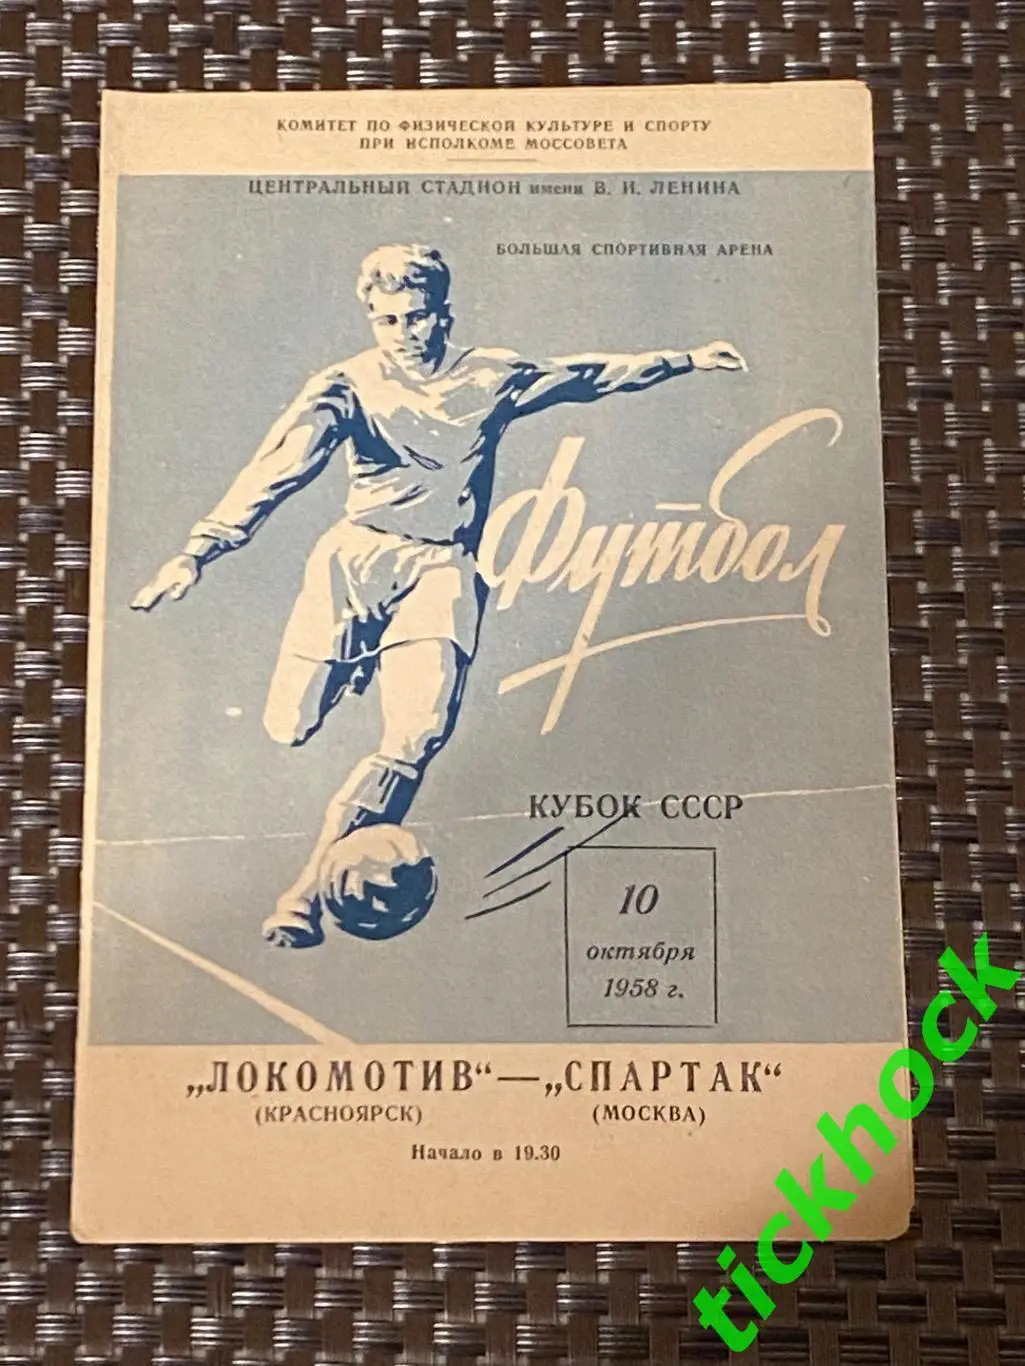 КОМИТЕТ ПО ФИЗИЧЕСКОЙ КУЛЬТУРЕ И СПОРТУ
ПРИ ИСПОЛКОМЕ МОССОВЕТА
ЦЕНТРАЛЬНЫЙ СТАДИОН имени В. И. ЛЕНИНА
БОЛЬШАЯ СПОРТИВНАЯ АРЕНА
Футбол
КУБОК СССР
10
октября
1958 г.
„ЛОКОМОТИВ“ — „СПАРТАК“
(КРАСНОЯРСК) (МОСКВА)
Начало в 19.30
tickhock